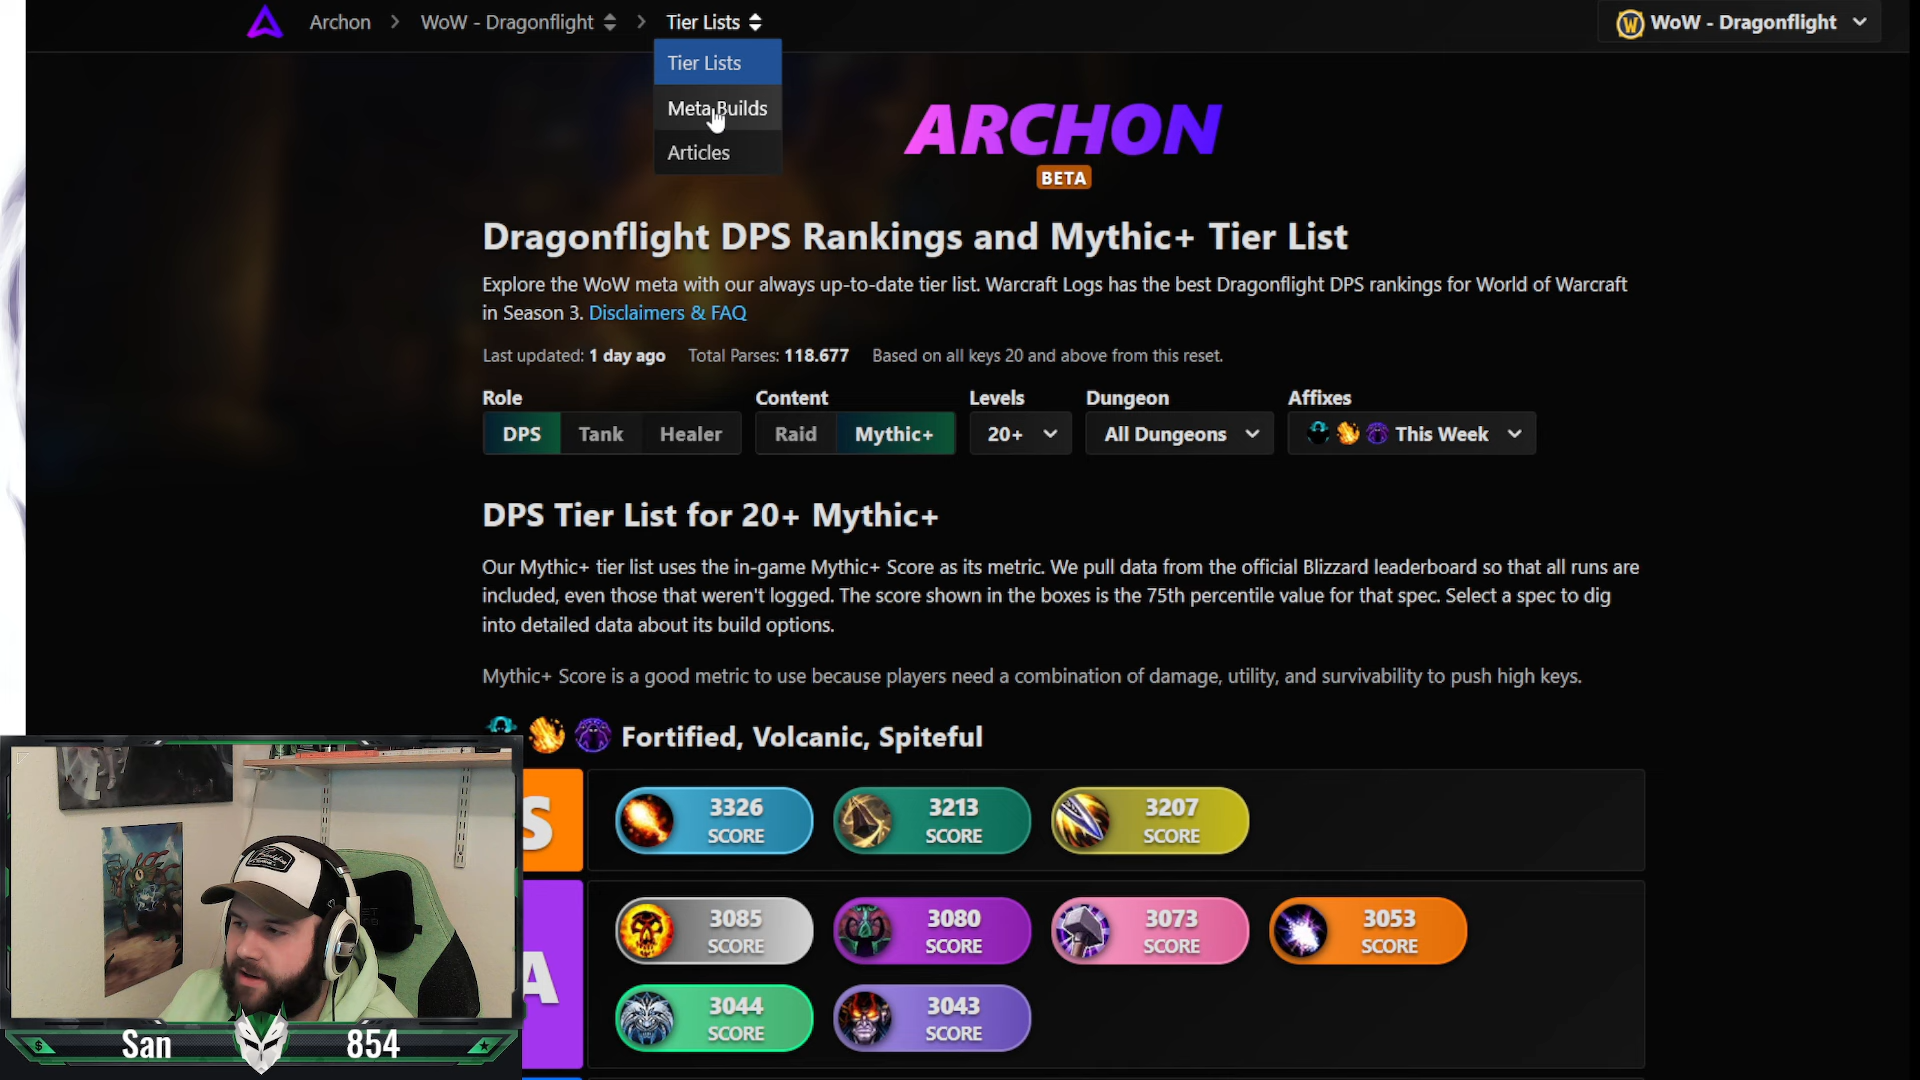 Archon > WoW - Dragonflight > Tier Lists
WoW - Dragonflight
Tier Lists
Meta Builds
Articles
ARCHON
BETA
Dragonflight DPS Rankings and Mythic+ Tier List
Explore the WoW meta with our always up-to-date tier list. Warcraft Logs has the best Dragonflight DPS rankings for World of Warcraft
in Season 3. Disclaimers & FAQ
Last updated: 1 day ago Total Parses: 118.677 Based on all keys 20 and above from this reset.
Role Content Levels Dungeon Affixes
DPS Tank Healer Raid Mythic+ 20+ All Dungeons This Week
DPS Tier List for 20+ Mythic+
Our Mythic+ tier list uses the in-game Mythic+ Score as its metric. We pull data from the official Blizzard leaderboard so that all runs are
included, even those that weren't logged. The score shown in the boxes is the 75th percentile value for that spec. Select a spec to dig
into detailed data about its build options.
Mythic+ Score is a good metric to use because players need a combination of damage, utility, and survivability to push high keys.
Fortified, Volcanic, Spiteful
S
3326 3213 3207
SCORE SCORE SCORE
A
3085 3080 3073 3053
SCORE SCORE SCORE SCORE
3044 3043
SCORE SCORE
San 854